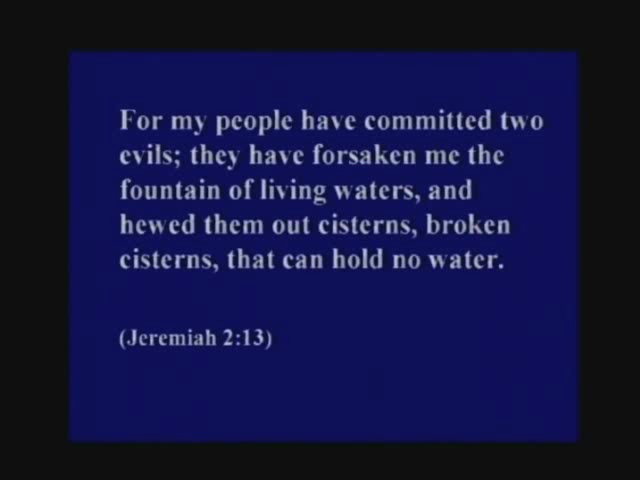 For my people have committed two
evils; they have forsaken me the
fountain of living waters, and
hewed them out cisterns, broken
cisterns, that can hold no water.
(Jeremiah 2:13)